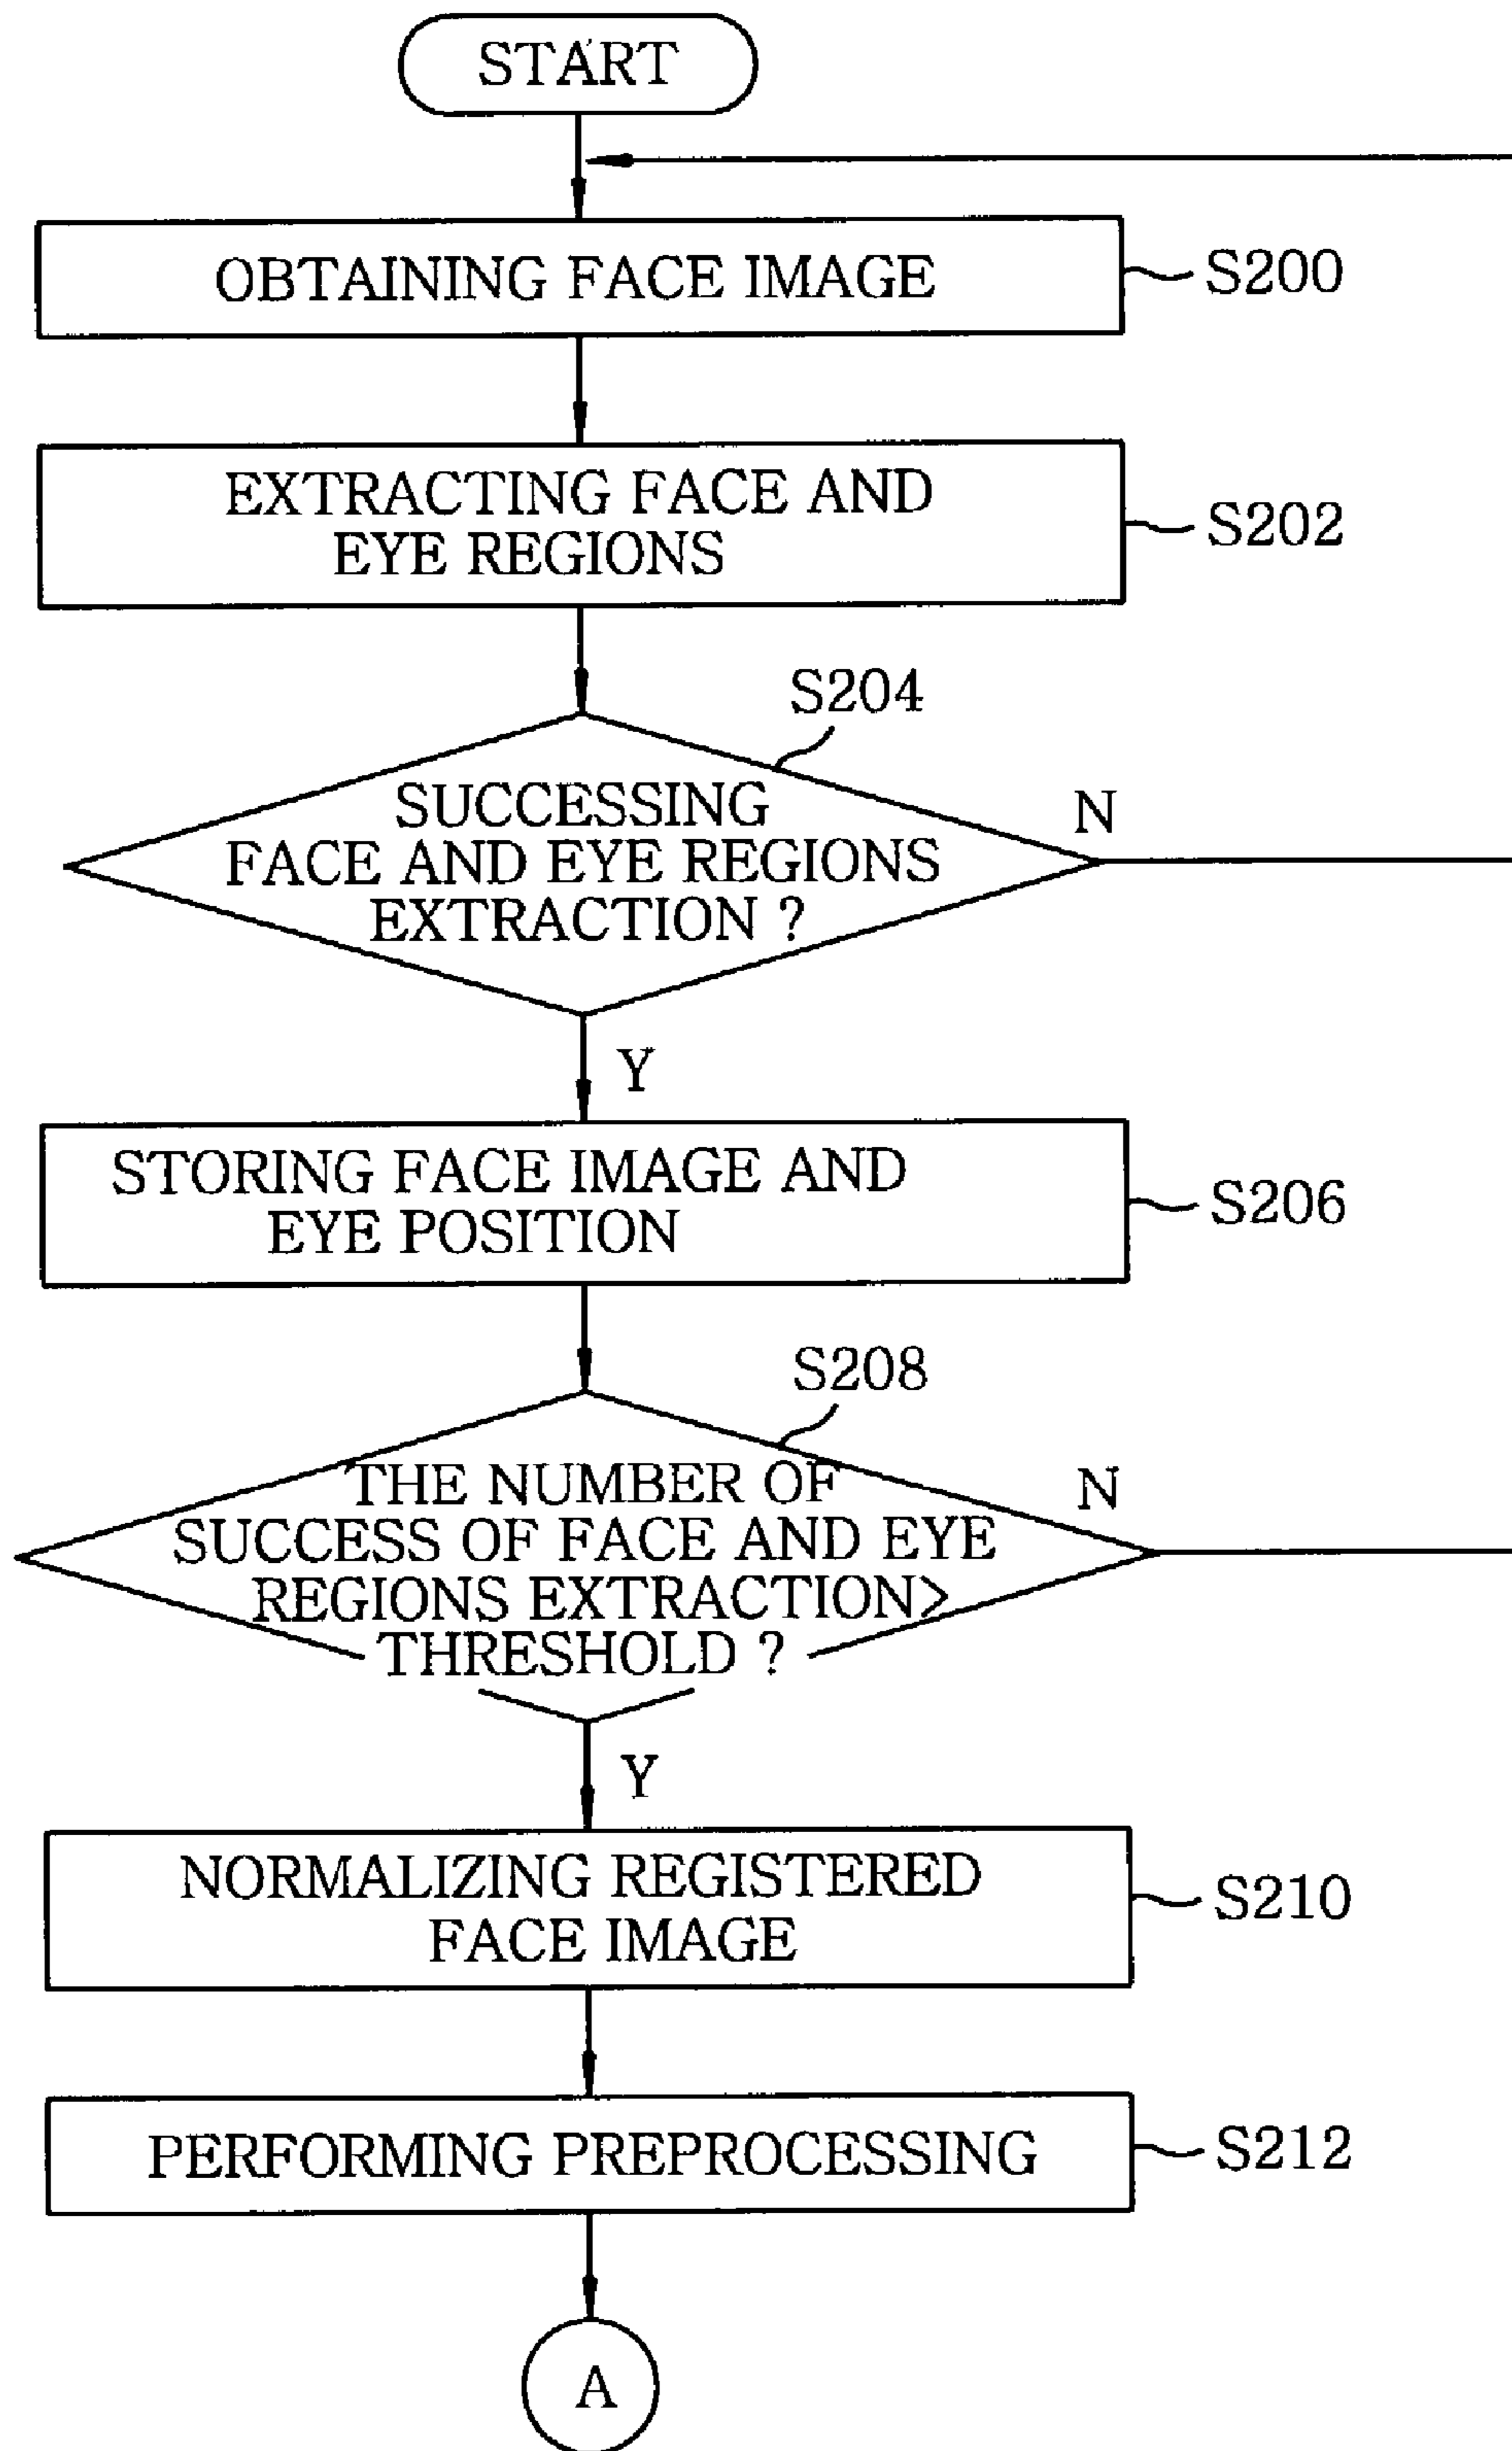 START
OBTAINING FACE IMAGE
S200
EXTRACTING FACE AND
EYE REGIONS
S202
S204
SUCCESSING
FACE AND EYE REGIONS
EXTRACTION ?
N
Y
STORING FACE IMAGE AND
EYE POSITION
S206
S208
THE NUMBER OF
SUCCESS OF FACE AND EYE
REGIONS EXTRACTION>
THRESHOLD ?
N
Y
NORMALIZING REGISTERED
FACE IMAGE
S210
PERFORMING PREPROCESSING
S212
A